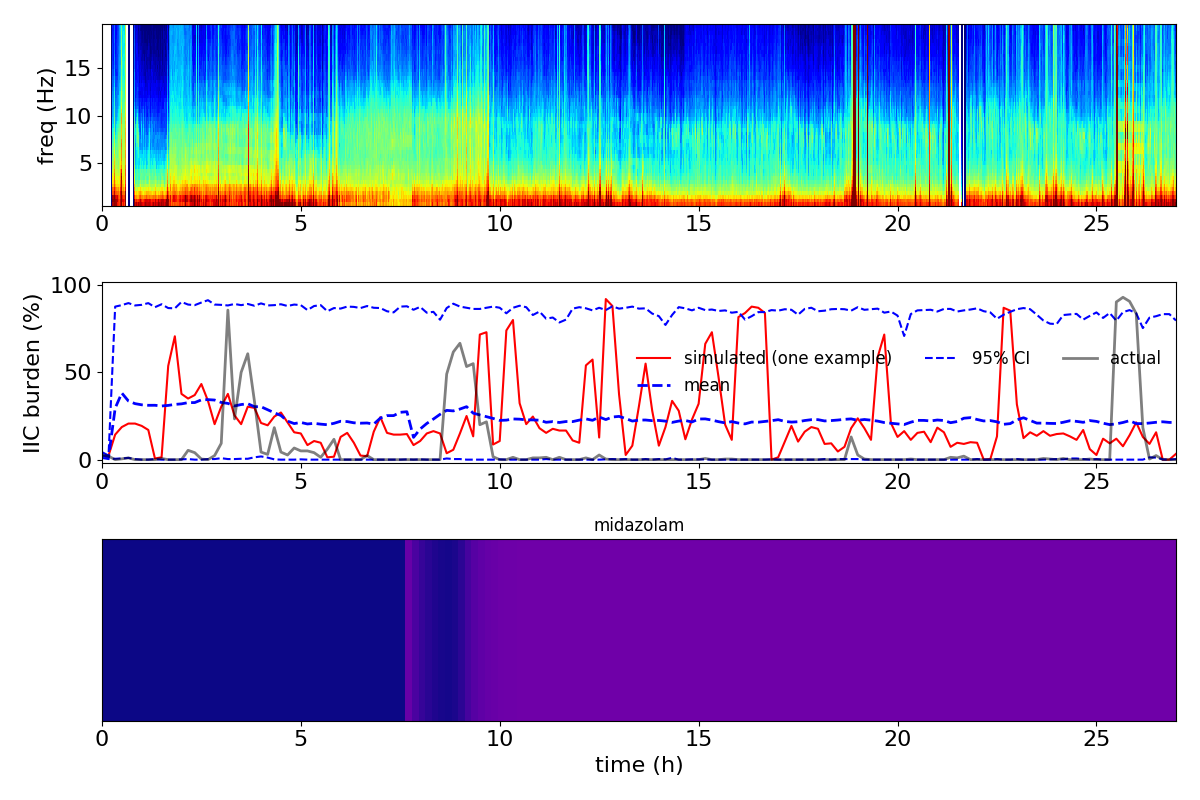 freq (Hz)
15
10
5
0 5 10 15 20 25
IIC burden (%)
100
50
0
simulated (one example) 95% CI actual
mean
0 5 10 15 20 25
midazolam
0 5 10 15 20 25
time (h)